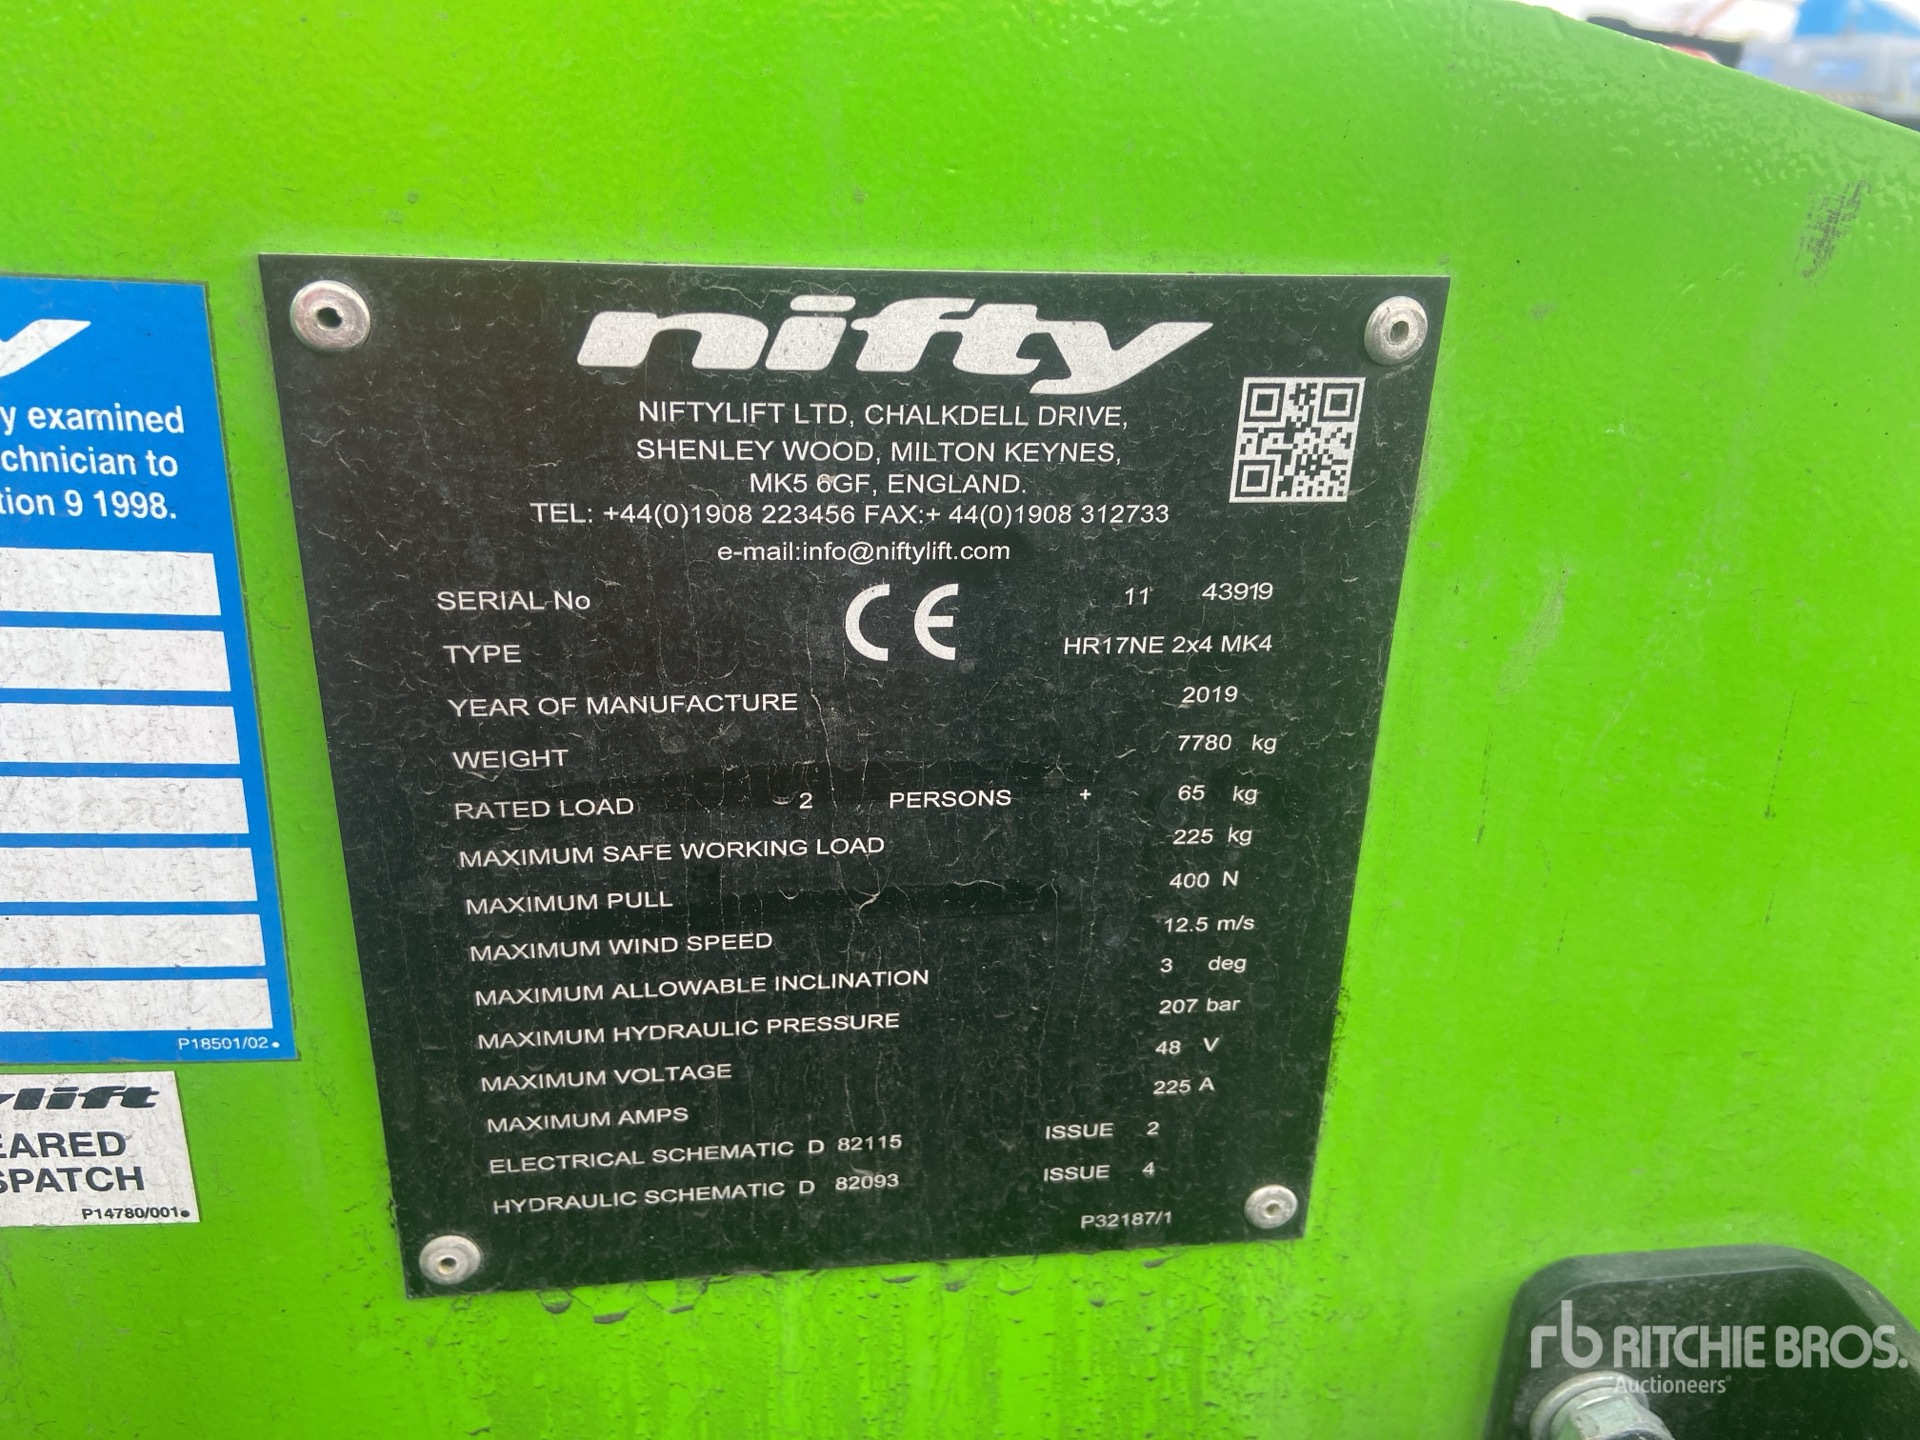 nifty
NIFTYLIFT LTD, CHALKDELL DRIVE,
SHENLEY WOOD, MILTON KEYNES,
MK5 6GF, ENGLAND.
TEL: +44(0)1908 223456 FAX:+ 44(0)1908 312733
e-mail:info@niftylift.com
SERIAL No CE 11 43919
TYPE HR17NE 2x4 MK4
YEAR OF MANUFACTURE 2019
WEIGHT 7780 kg
RATED LOAD 2 PERSONS + 65 kg
MAXIMUM SAFE WORKING LOAD 225 kg
MAXIMUM PULL 400 N
MAXIMUM WIND SPEED 12.5 m/s
MAXIMUM ALLOWABLE INCLINATION 3 deg
MAXIMUM HYDRAULIC PRESSURE 207 bar
MAXIMUM VOLTAGE 48 V
MAXIMUM AMPS 225 A
ELECTRICAL SCHEMATIC D 82115 ISSUE 2
HYDRAULIC SCHEMATIC D 82093 ISSUE 4
P32187/1
y
y examined
chnician to
tion 9 1998.
P18501/02
ylift
EARED
SPATCH
P14780/001
rb RITCHIE BROS.
Auctioneers